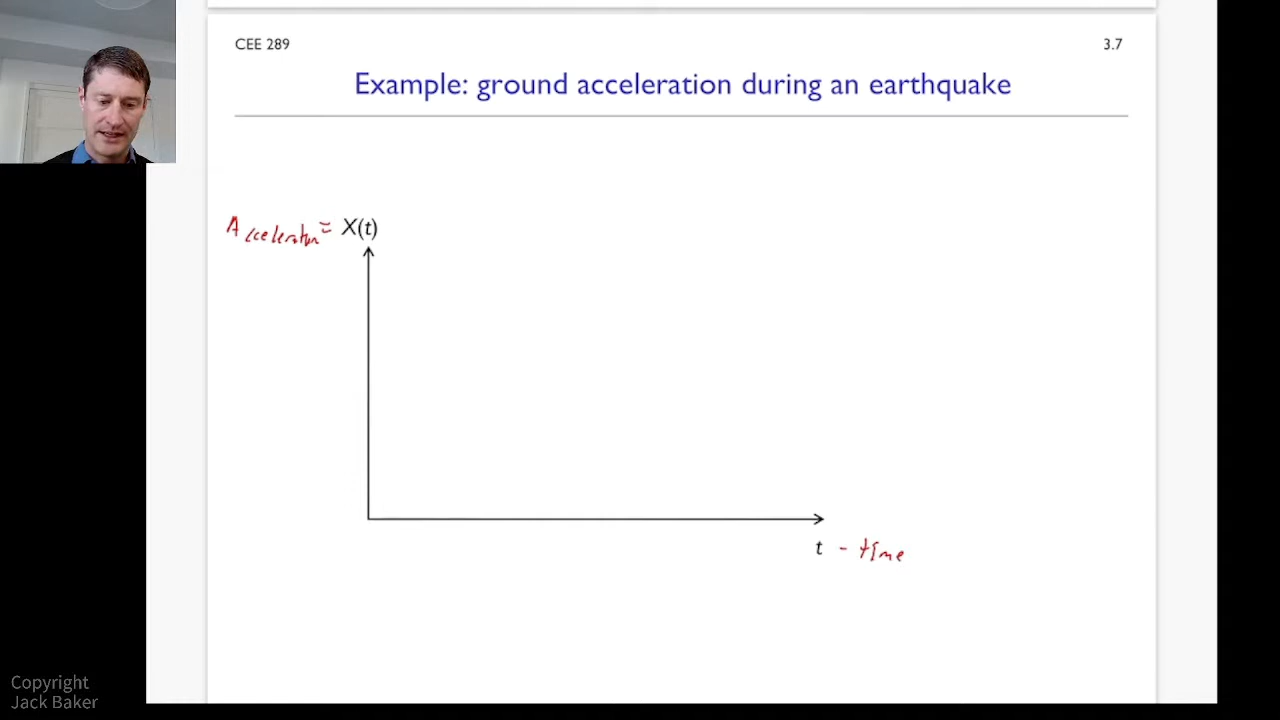 CEE 289
3.7
Example: ground acceleration during an earthquake
Acceleration = X(t)
t - time
Copyright
Jack Baker